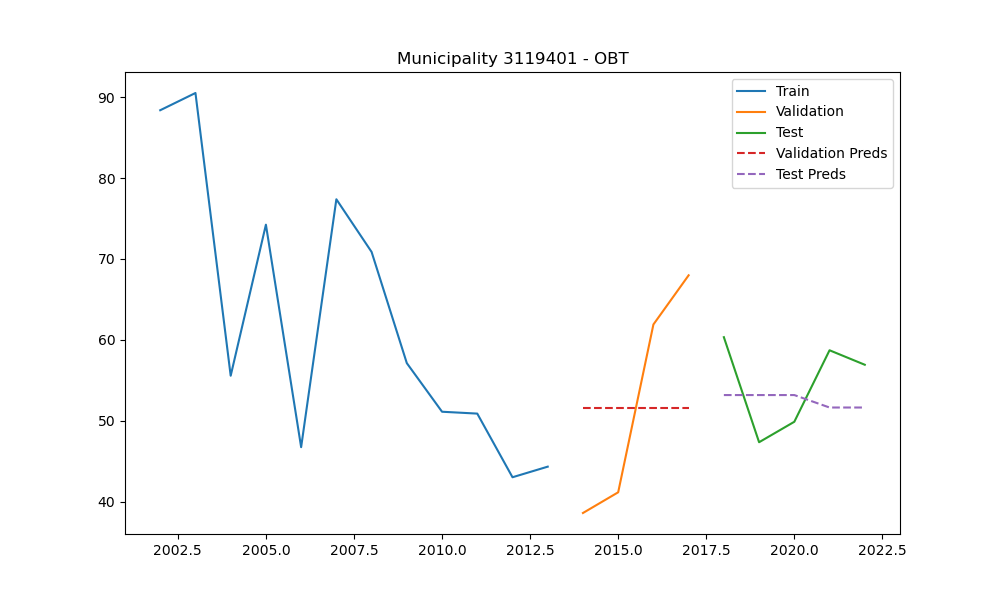 Municipality 3119401 - OBT
Train
Validation
Test
Validation Preds
Test Preds
90
80
70
60
50
40
2002.5 2005.0 2007.5 2010.0 2012.5 2015.0 2017.5 2020.0 2022.5